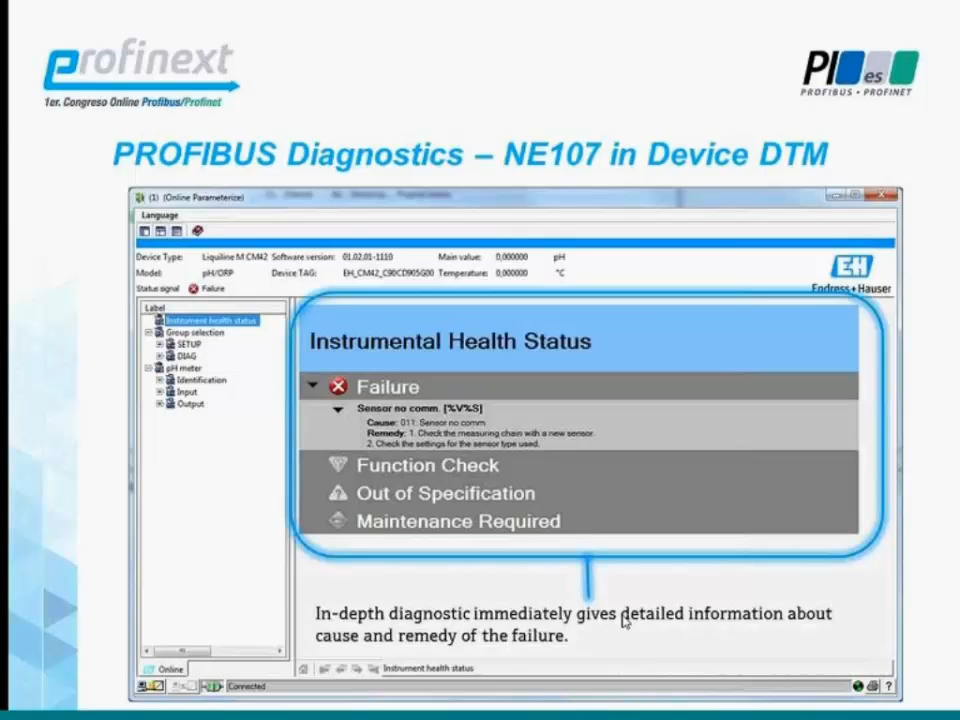 profinext
1er. Congreso Online Profibus/Profinet
PI es
PROFIBUS • PROFINET
PROFIBUS Diagnostics – NE107 in Device DTM
(1) (Online Parameterize)
Language
Device Type: Liquiline M CM42 Software version: 01.02.01-1110 Main value: 0,000000 pH
Model: pH/ORP Device TAG: EH_CM42_C90CD905G00 Temperature: 0,000000 °C
Status signal Failure
EH
Endress+Hauser
Label
Instrument health status
Group selection
SETUP
DIAG
pH meter
Identification
Input
Output
Instrumental Health Status
Failure
Sensor no comm. [%V%S]
Cause: 011: Sensor no comm
Remedy: 1. Check the measuring chain with a new sensor.
2. Check the settings for the sensor type used.
Function Check
Out of Specification
Maintenance Required
In-depth diagnostic immediately gives detailed information about
cause and remedy of the failure.
Online
Instrument health status
Connected